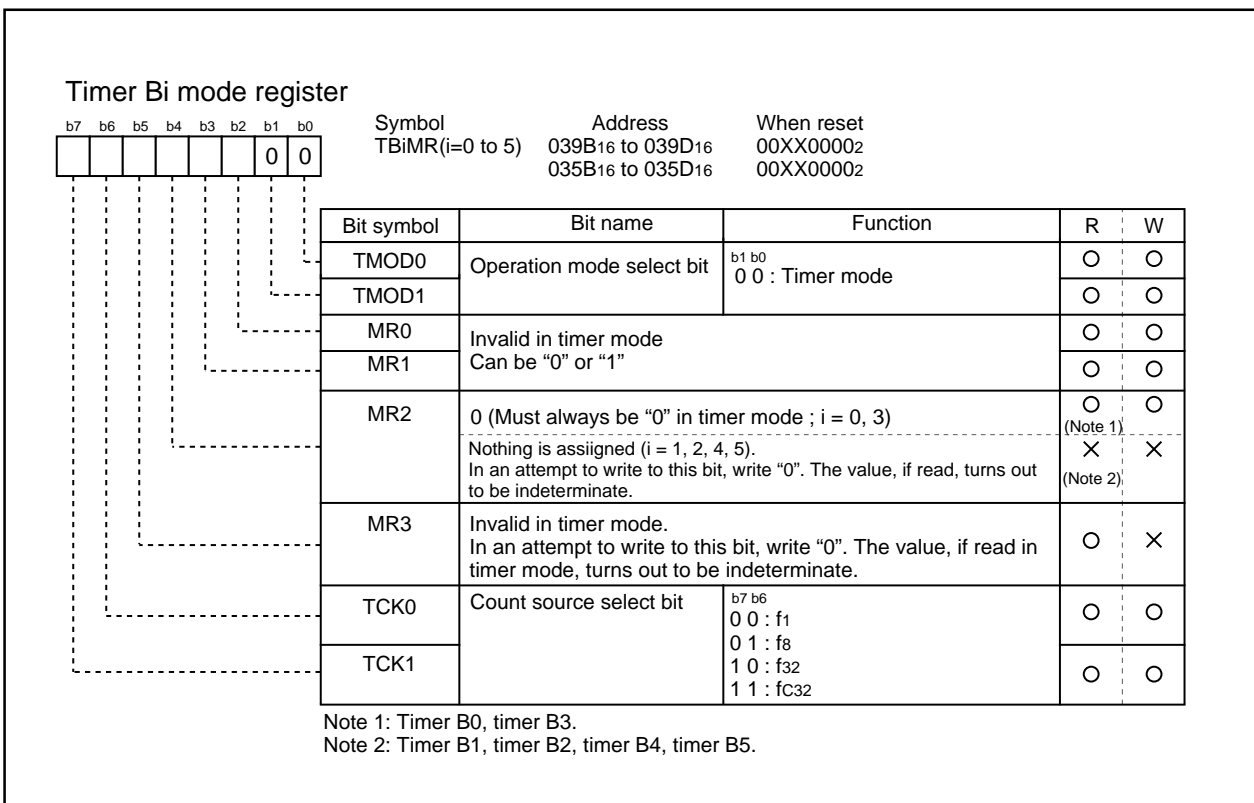 Timer Bi mode register
b7 b6 b5 b4 b3 b2 b1 b0
0 0
Symbol Address When reset
TBiMR(i=0 to 5) 039B16 to 039D16 00XX00002
035B16 to 035D16 00XX00002
Bit symbol Bit name Function R W
TMOD0
TMOD1
Operation mode select bit
b1 b0
0 0 : Timer mode
MR0
MR1
Invalid in timer mode
Can be “0” or “1”
MR2
0 (Must always be “0” in timer mode ; i = 0, 3)
(Note 1)
Nothing is assiigned (i = 1, 2, 4, 5).
In an attempt to write to this bit, write “0”. The value, if read, turns out
to be indeterminate.
(Note 2)
MR3
Invalid in timer mode.
In an attempt to write to this bit, write “0”. The value, if read in
timer mode, turns out to be indeterminate.
TCK0
TCK1
Count source select bit
b7 b6
0 0 : f1
0 1 : f8
1 0 : f32
1 1 : fC32
Note 1: Timer B0, timer B3.
Note 2: Timer B1, timer B2, timer B4, timer B5.